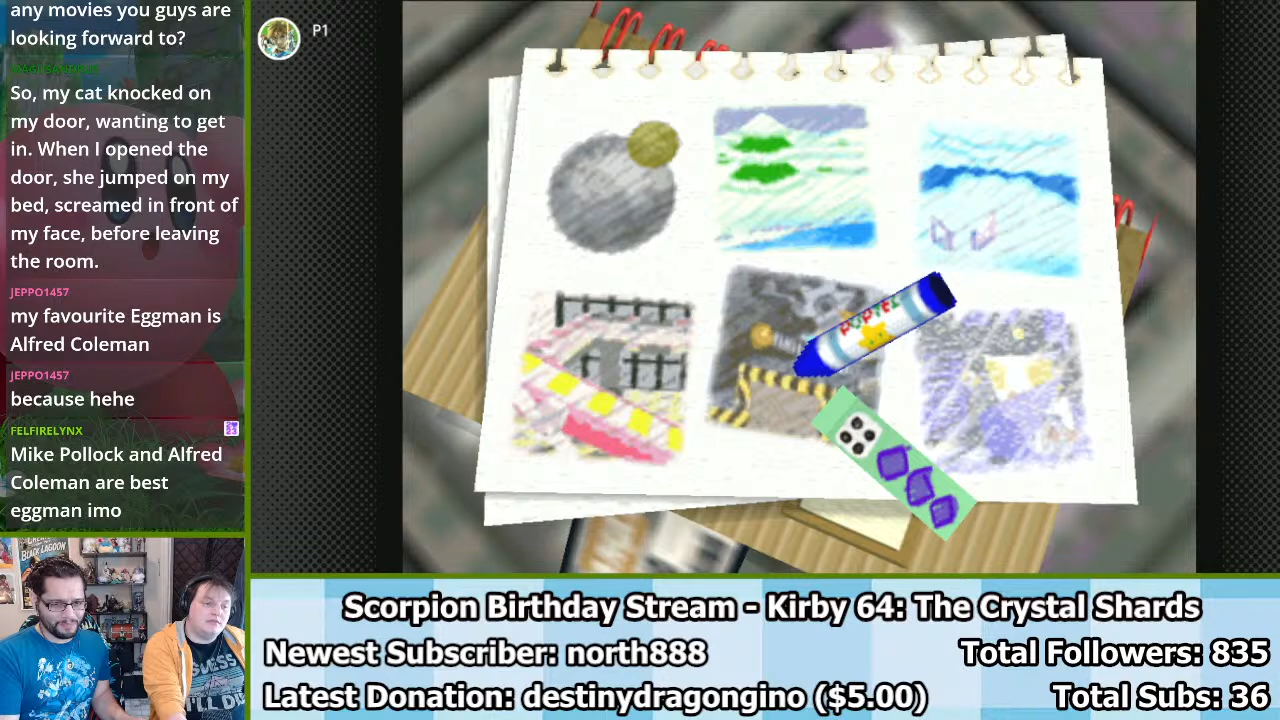 any movies you guys are
looking forward to?
So, my cat knocked on
my door, wanting to get
in. When I opened the
door, she jumped on my
bed, screamed in front of
my face, before leaving
the room.
JEPPO1457
my favourite Eggman is
Alfred Coleman
JEPPO1457
because hehe
FELFIRELYNX
Mike Pollock and Alfred
Coleman are best
eggman imo
P1
BLACK LAGOON
Scorpion Birthday Stream - Kirby 64: The Crystal Shards
Newest Subscriber: north888
Total Followers: 835
Latest Donation: destinydragongino ($5.00)
Total Subs: 36